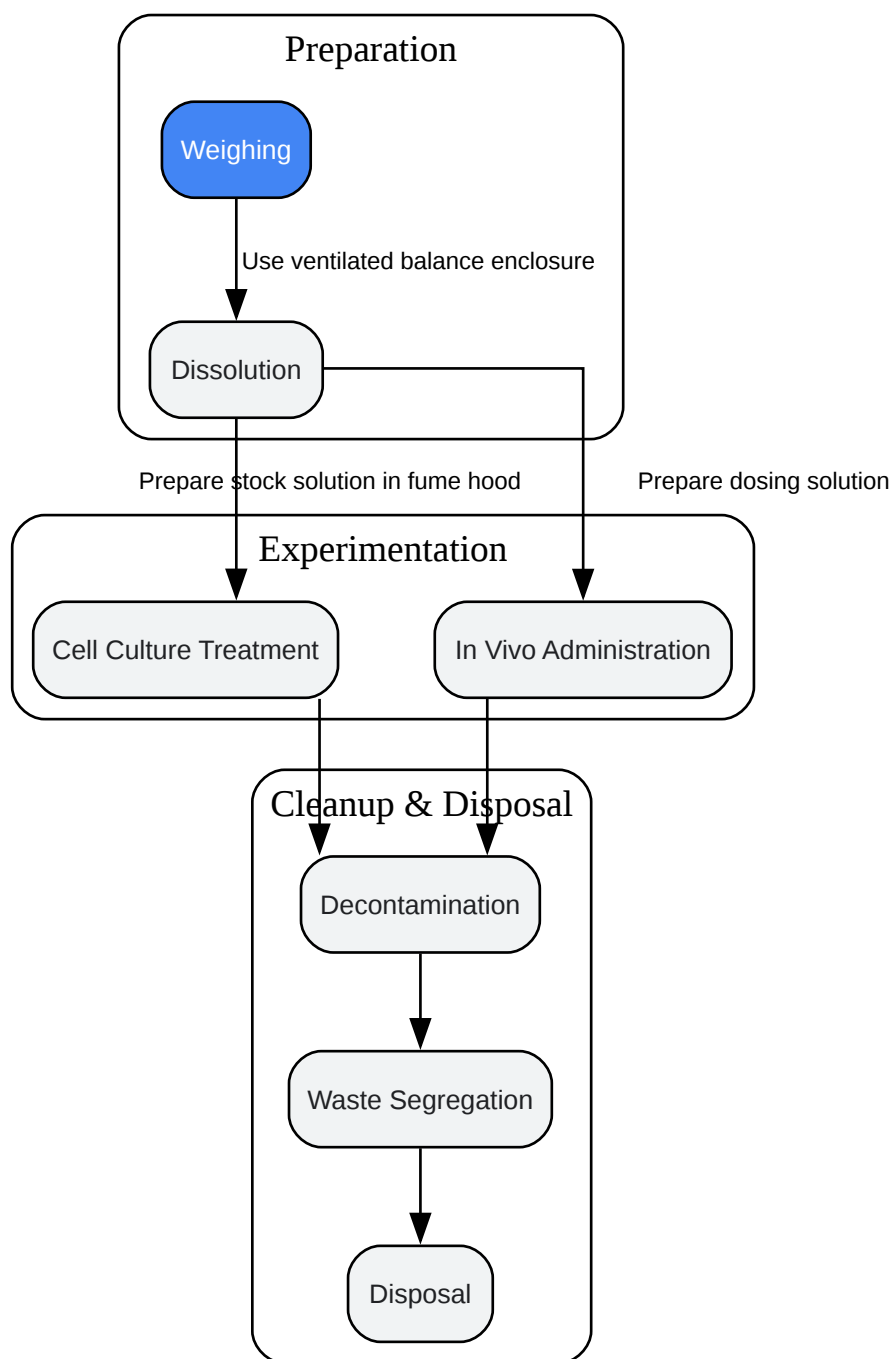 Preparation
Weighing
Use ventilated balance enclosure
Dissolution
Prepare stock solution in fume hood
Prepare dosing solution
Experimentation
Cell Culture Treatment
In Vivo Administration
Cleanup & Disposal
Decontamination
Waste Segregation
Disposal